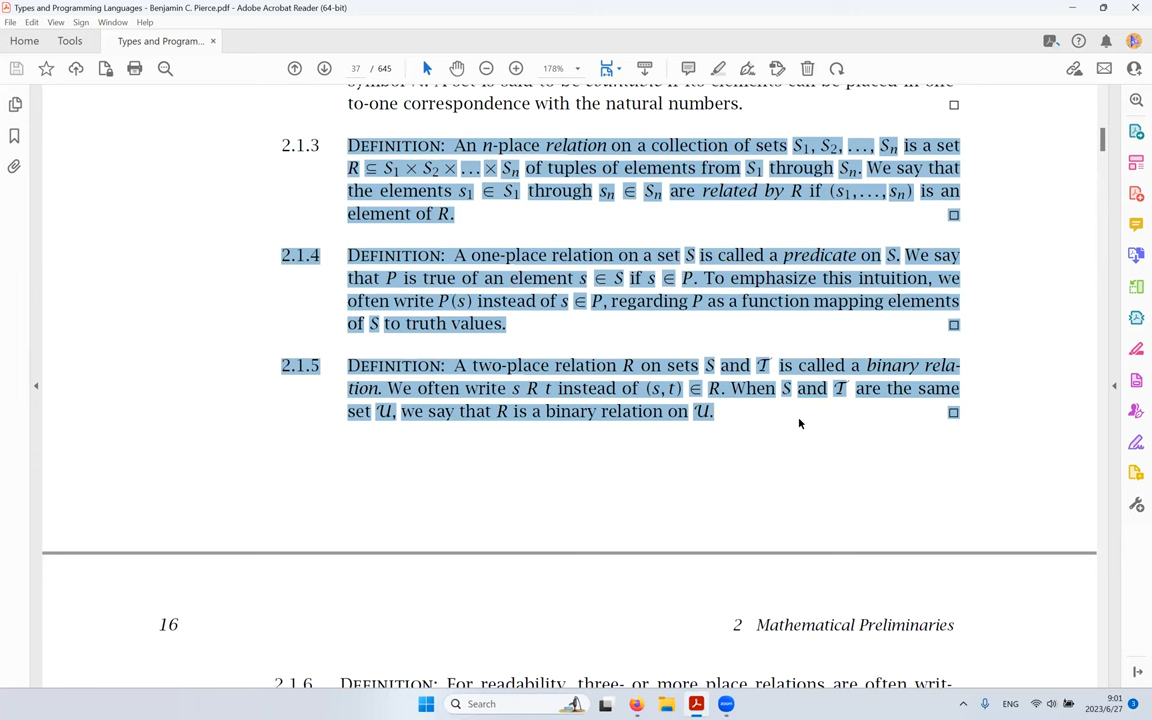 Types and Programming Languages - Benjamin C. Pierce.pdf - Adobe Acrobat Reader (64-bit)
File Edit View Sign Window Help
Home Tools Types and Program... ×
37 / 645 178%
to-one correspondence with the natural numbers. □
2.1.3 DEFINITION: An n-place relation on a collection of sets S₁, S₂, ..., Sₙ is a set
R ⊆ S₁ × S₂ × ... × Sₙ of tuples of elements from S₁ through Sₙ. We say that
the elements s₁ ∈ S₁ through sₙ ∈ Sₙ are related by R if (s₁,...,sₙ) is an
element of R. □
2.1.4 DEFINITION: A one-place relation on a set S is called a predicate on S. We say
that P is true of an element s ∈ S if s ∈ P. To emphasize this intuition, we
often write P(s) instead of s ∈ P, regarding P as a function mapping elements
of S to truth values. □
2.1.5 DEFINITION: A two-place relation R on sets S and T is called a binary rela-
tion. We often write s R t instead of (s,t) ∈ R. When S and T are the same
set U, we say that R is a binary relation on U. □
16 2 Mathematical Preliminaries
2.1.6 DEFINITION: For readability, three- or more place relations are often writ-
Search
ENG
9:01
2023/6/27
3